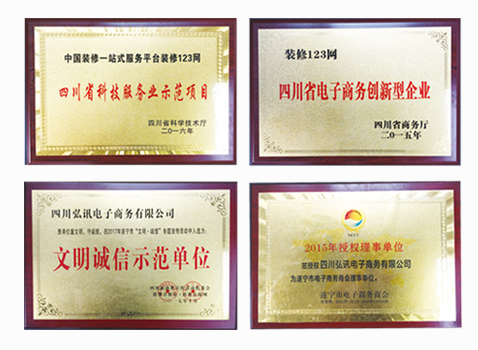 中国装修一站式服务平台装修123网
四川省科技服务业示范项目
四川省科学技术厅
二〇一六年
装修123网
四川省电子商务创新型企业
四川省商务厅
二〇一五年
四川弘讯电子商务有限公司
文明诚信示范单位
2015年授权理事单位
兹授权四川弘讯电子商务有限公司
为遂宁市电子商务商会理事单位。
遂宁市电子商务商会